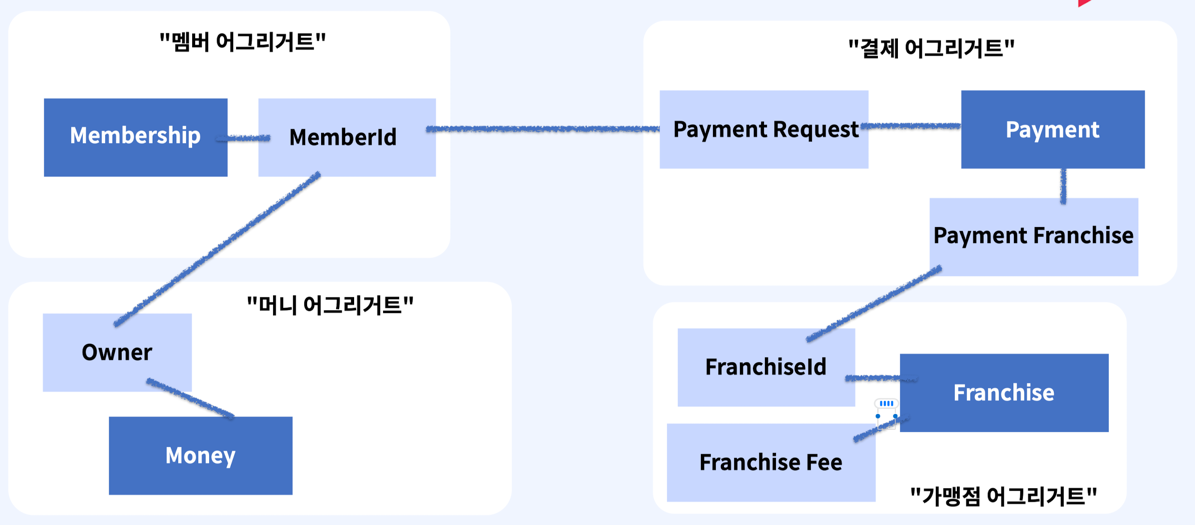 "멤버 어그리거트"
Membership
MemberId
"결제 어그리거트"
Payment Request
Payment
Payment Franchise
"머니 어그리거트"
Owner
Money
FranchiseId
Franchise
Franchise Fee
"가맹점 어그리거트"